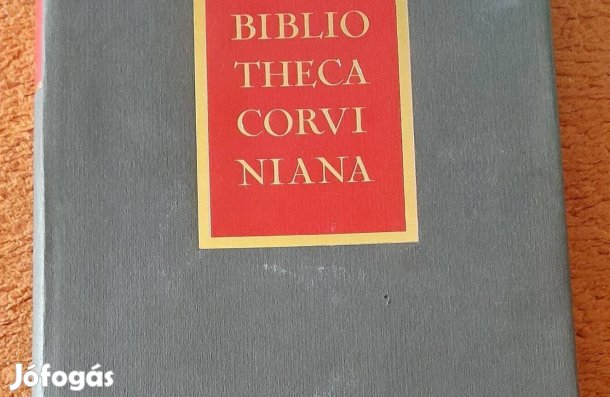 BIBLIO
THECA
CORVI
NIANA
Jófogás